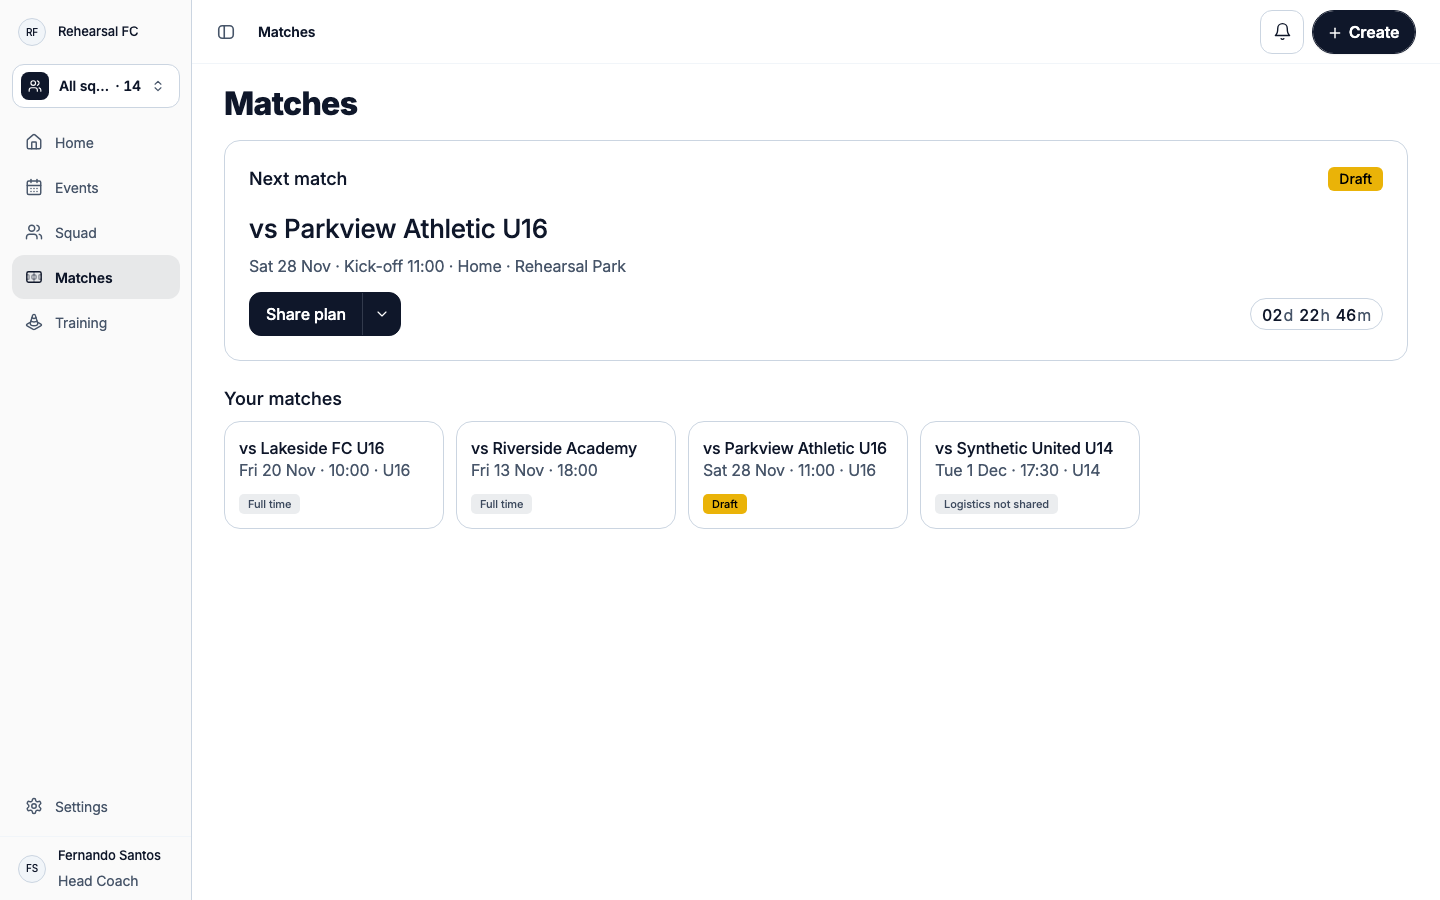 RF Rehearsal FC
All sq... · 14
Home
Events
Squad
Matches
Training
Settings
FS Fernando Santos
Head Coach
Matches
+ Create
Matches
Next match
Draft
vs Parkview Athletic U16
Sat 28 Nov · Kick-off 11:00 · Home · Rehearsal Park
Share plan
02d 22h 46m
Your matches
vs Lakeside FC U16
Fri 20 Nov · 10:00 · U16
Full time
vs Riverside Academy
Fri 13 Nov · 18:00
Full time
vs Parkview Athletic U16
Sat 28 Nov · 11:00 · U16
Draft
vs Synthetic United U14
Tue 1 Dec · 17:30 · U14
Logistics not shared